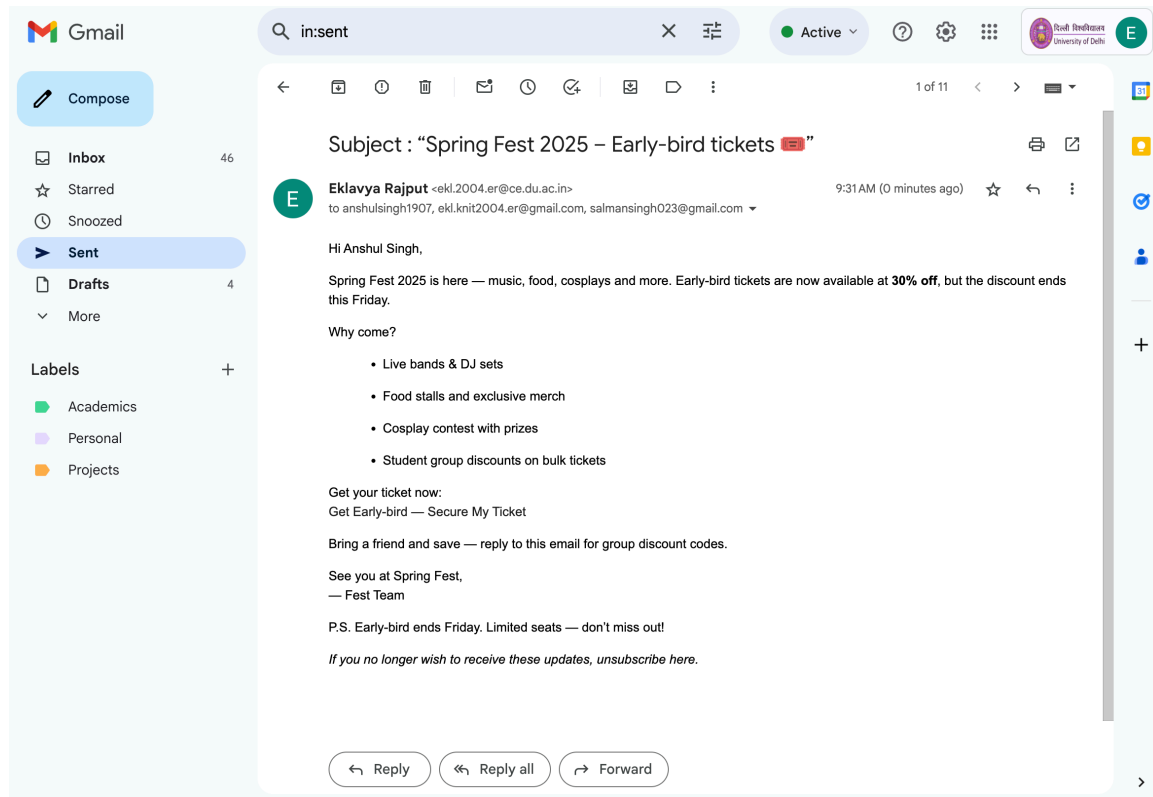 Gmail
in:sent
Active
दिल्ली विश्वविद्यालय
University of Delhi
E
Compose
1 of 11
31
Inbox 46
Starred
Snoozed
Sent
Drafts 4
More
Labels
Academics
Personal
Projects
Subject : “Spring Fest 2025 – Early-bird tickets 🎟️”
E
Eklavya Rajput <ekl.2004.er@ce.du.ac.in> 9:31 AM (0 minutes ago)
to anshulsingh1907, ekl.knit2004.er@gmail.com, salmansingh023@gmail.com
Hi Anshul Singh,
Spring Fest 2025 is here — music, food, cosplays and more. Early-bird tickets are now available at 30% off, but the discount ends
this Friday.
Why come?
• Live bands & DJ sets
• Food stalls and exclusive merch
• Cosplay contest with prizes
• Student group discounts on bulk tickets
Get your ticket now:
Get Early-bird — Secure My Ticket
Bring a friend and save — reply to this email for group discount codes.
See you at Spring Fest,
— Fest Team
P.S. Early-bird ends Friday. Limited seats — don’t miss out!
If you no longer wish to receive these updates, unsubscribe here.
Reply
Reply all
Forward